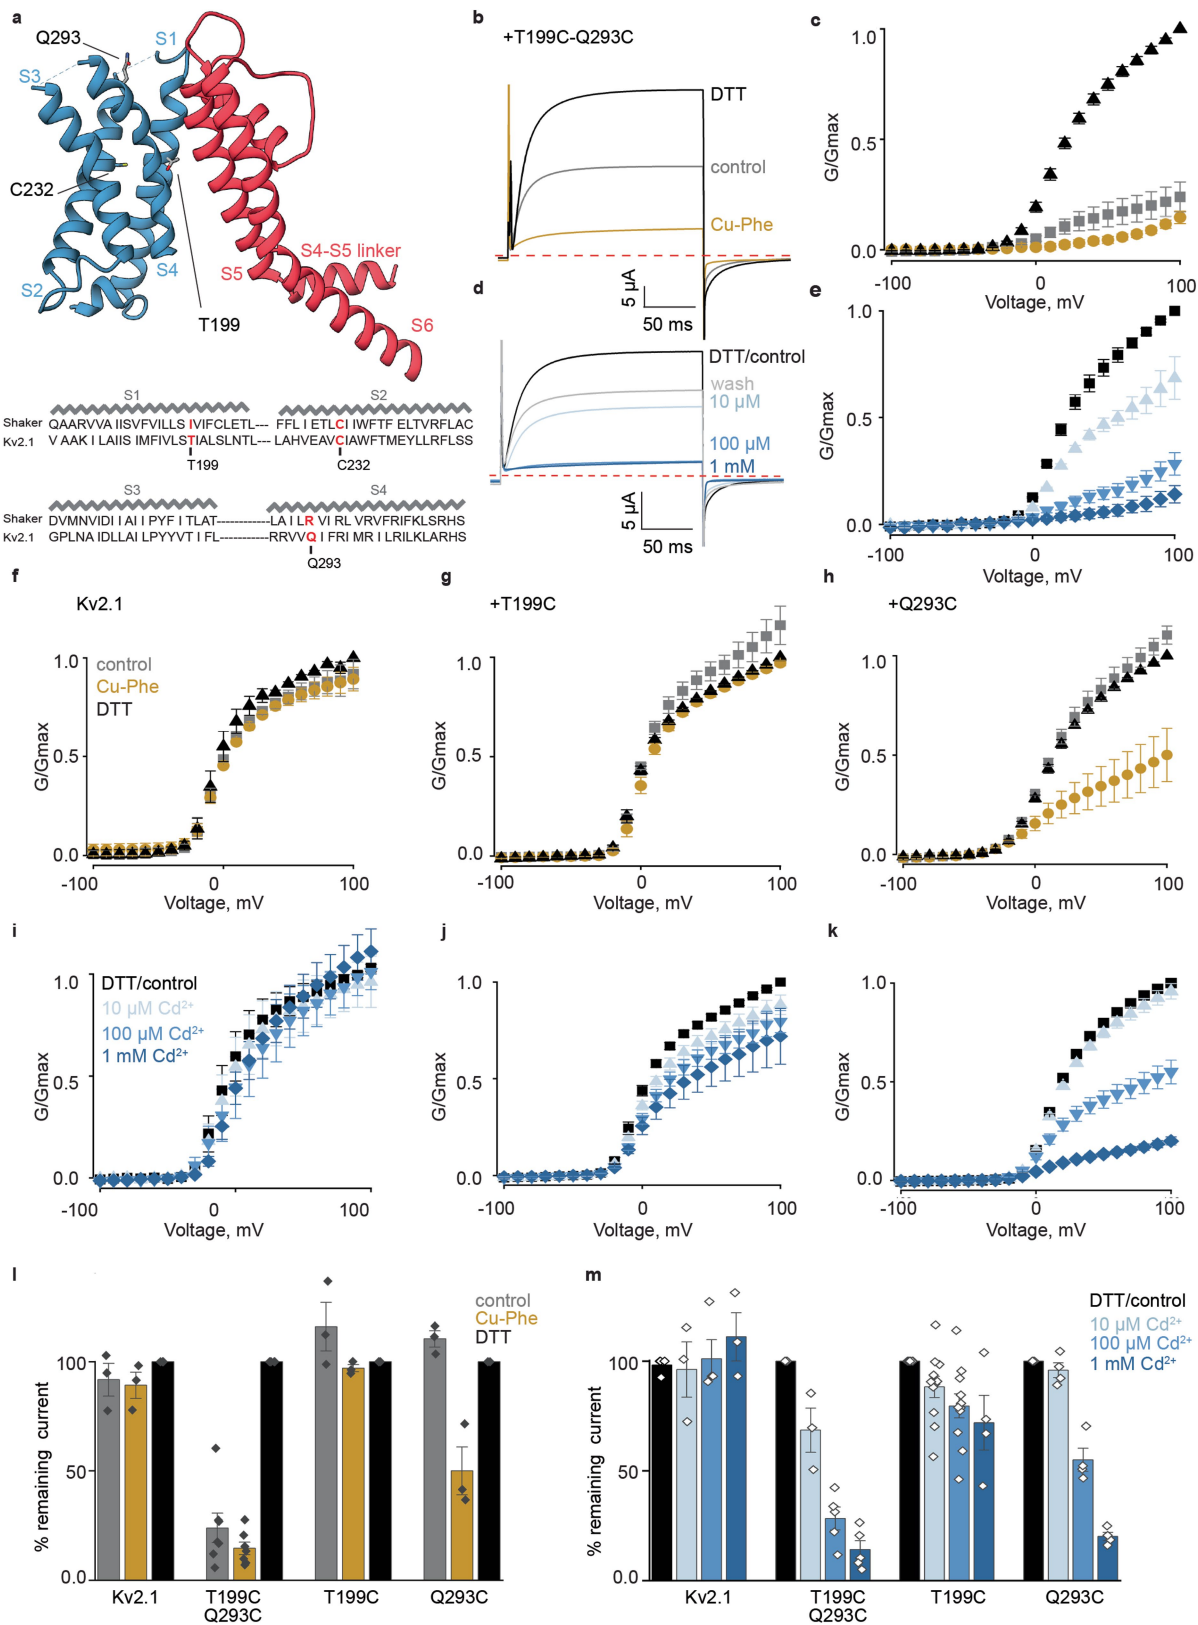 a
Q293
S1
S3
C232
S4
S2
T199
S5
S4-S5 linker
S6
S1
S2
Shaker
QAARVVA IISVFVILLS I VIFCLETL--- FFL I ETLCI IWFTF ELTVRFLAC
Kv2.1
V AAK I LAIIS IMFIVLSTIALSLNTL--- LAHVEAVCIAWFTMEYLLRFLSS
T199
C232
S3
S4
Shaker
DVMNVIDI I AI I PYF I TLAT------------LA I LR VI RL VRVFRIFKLSRHS
Kv2.1
GPLNA IDLLAI LPYYVT I FL------------RRVVQ I FRI MR I LRILKLARHS
Q293
b
+T199C-Q293C
DTT
control
Cu-Phe
5 µA
50 ms
c
1.0
0.5
0.0
G/Gmax
-100
0
100
Voltage, mV
d
DTT/control
wash
10 µM
100 µM
1 mM
5 µA
50 ms
e
1.0
0.5
0.0
G/Gmax
-100
0
100
Voltage, mV
f
Kv2.1
control
Cu-Phe
DTT
1.0
0.5
0.0
G/Gmax
-100
0
100
Voltage, mV
g
+T199C
1.0
0.5
0.0
G/Gmax
-100
0
100
Voltage, mV
h
+Q293C
1.0
0.5
0.0
G/Gmax
-100
0
100
Voltage, mV
i
DTT/control
10 µM Cd²⁺
100 µM Cd²⁺
1 mM Cd²⁺
1.0
0.5
0.0
G/Gmax
-100
0
100
Voltage, mV
j
1.0
0.5
0.0
G/Gmax
-100
0
100
Voltage, mV
k
1.0
0.5
0.0
G/Gmax
-100
0
100
Voltage, mV
l
control
Cu-Phe
DTT
100
50
0.0
% remaining current
Kv2.1
T199C
Q293C
T199C
Q293C
m
DTT/control
10 µM Cd²⁺
100 µM Cd²⁺
1 mM Cd²⁺
100
50
0.0
% remaining current
Kv2.1
T199C
Q293C
T199C
Q293C